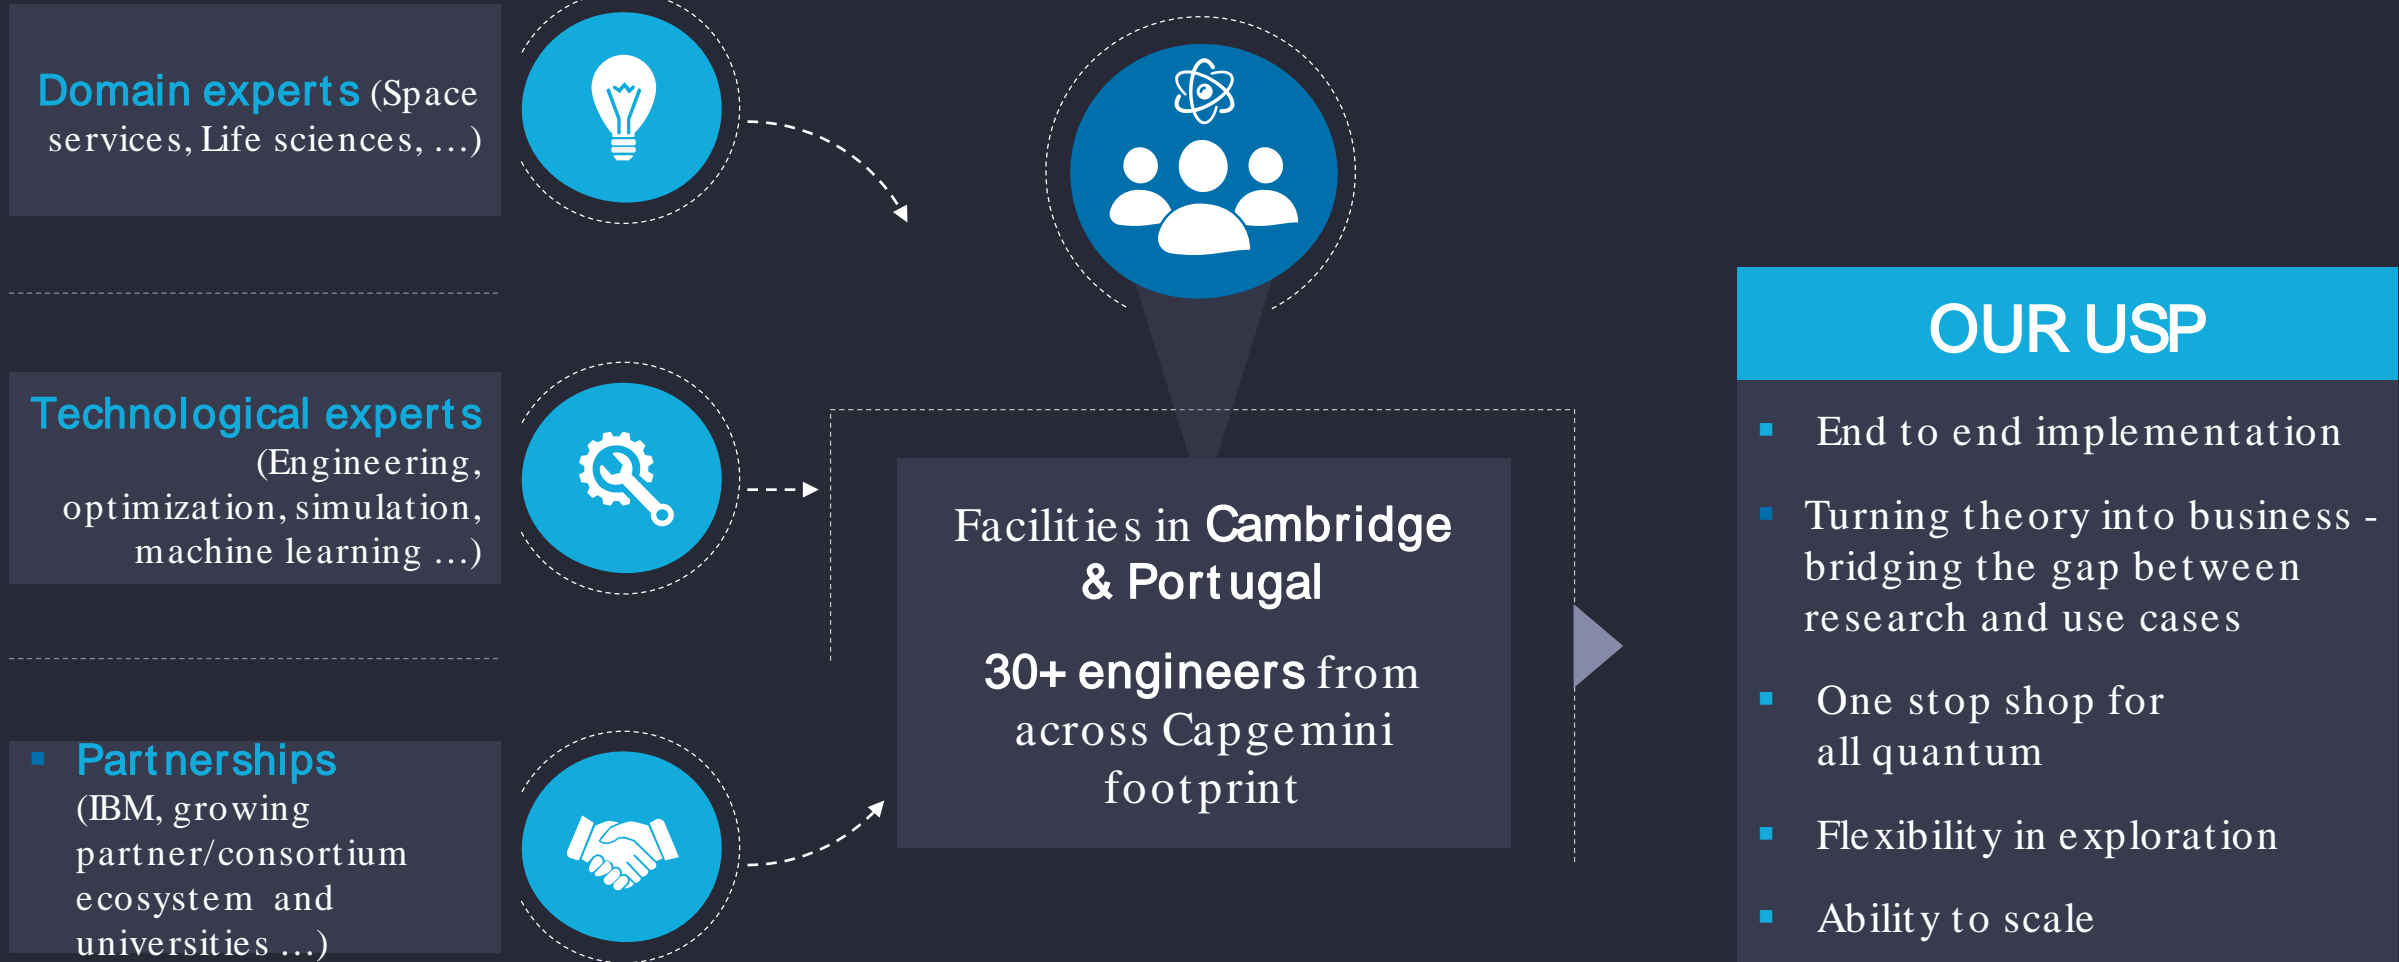 Domain experts (Space
services, Life sciences, ...)
Technological experts
(Engineering,
optimization, simulation,
machine learning ...)
▪ Partnerships
(IBM, growing
partner/consortium
ecosystem and
universities ...)
Facilities in Cambridge
& Portugal
30+ engineers from
across Capgemini
footprint
OUR USP
▪ End to end implementation
▪ Turning theory into business -
bridging the gap between
research and use cases
▪ One stop shop for
all quantum
▪ Flexibility in exploration
▪ Ability to scale